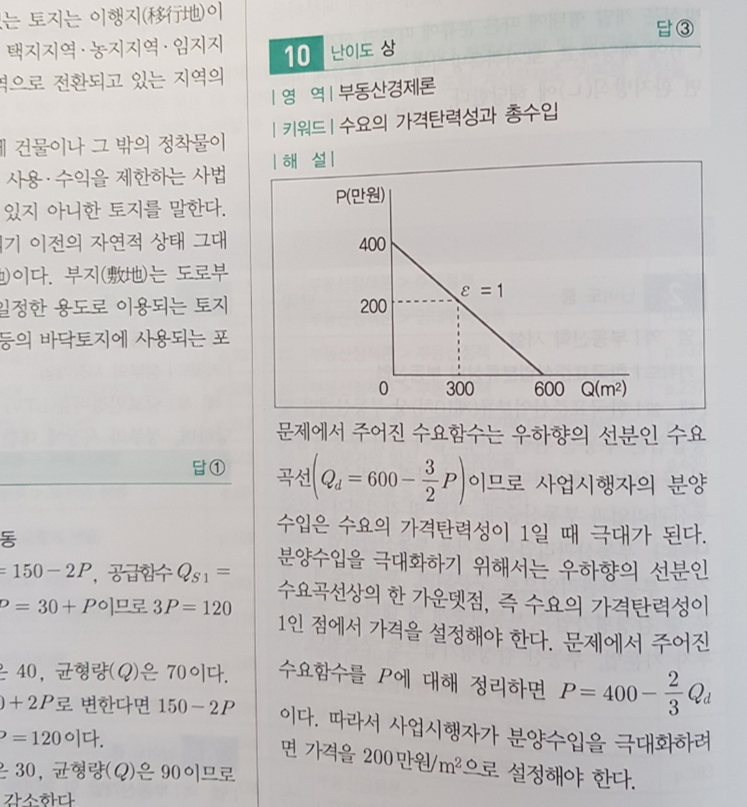 는 토지는 이행지(移行地)이
택지지역·농지지역·임지지
역으로 전환되고 있는 지역의
건물이나 그 밖의 정착물이
사용·수익을 제한하는 사법
있지 아니한 토지를 말한다.
기 이전의 자연적 상태 그대
이다. 부지(敷地)는 도로부
일정한 용도로 이용되는 토지
등의 바닥토지에 사용되는 포
답①
동
= 150-2P, 공급함수 Q_{S1} =
P = 30+P이므로 3P=120
은 40, 균형량(Q)은 70이다.
0+2P로 변한다면 150-2P
P=120이다.
은 30, 균형량(Q)은 90이므로
감소한다
답③
10 난이도 상
|영 역| 부동산경제론
|키워드| 수요의 가격탄력성과 총수입
|해 설|
P(만원)
400
ε = 1
200
0 300 600 Q(m²)
문제에서 주어진 수요함수는 우하향의 선분인 수요
곡선(Q_d = 600 - 3/2 P)이므로 사업시행자의 분양
수입은 수요의 가격탄력성이 1일 때 극대가 된다.
분양수입을 극대화하기 위해서는 우하향의 선분인
수요곡선상의 한 가운뎃점, 즉 수요의 가격탄력성이
1인 점에서 가격을 설정해야 한다. 문제에서 주어진
수요함수를 P에 대해 정리하면 P = 400 - 2/3 Q_d
이다. 따라서 사업시행자가 분양수입을 극대화하려
면 가격을 200만원/m²으로 설정해야 한다.